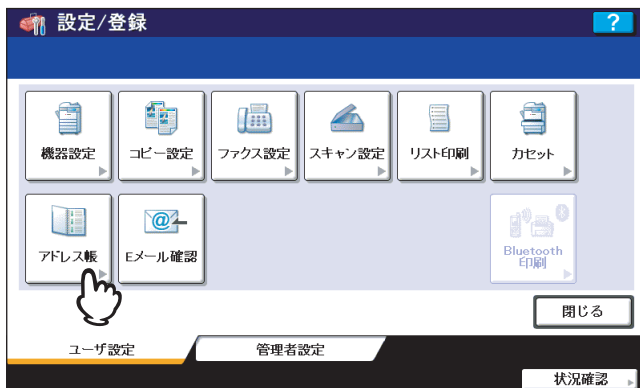 設定/登録
?
機器設定
コピー設定
ファクス設定
スキャン設定
リスト印刷
カセット
アドレス帳
Eメール確認
Bluetooth
印刷
閉じる
ユーザ設定
管理者設定
状況確認